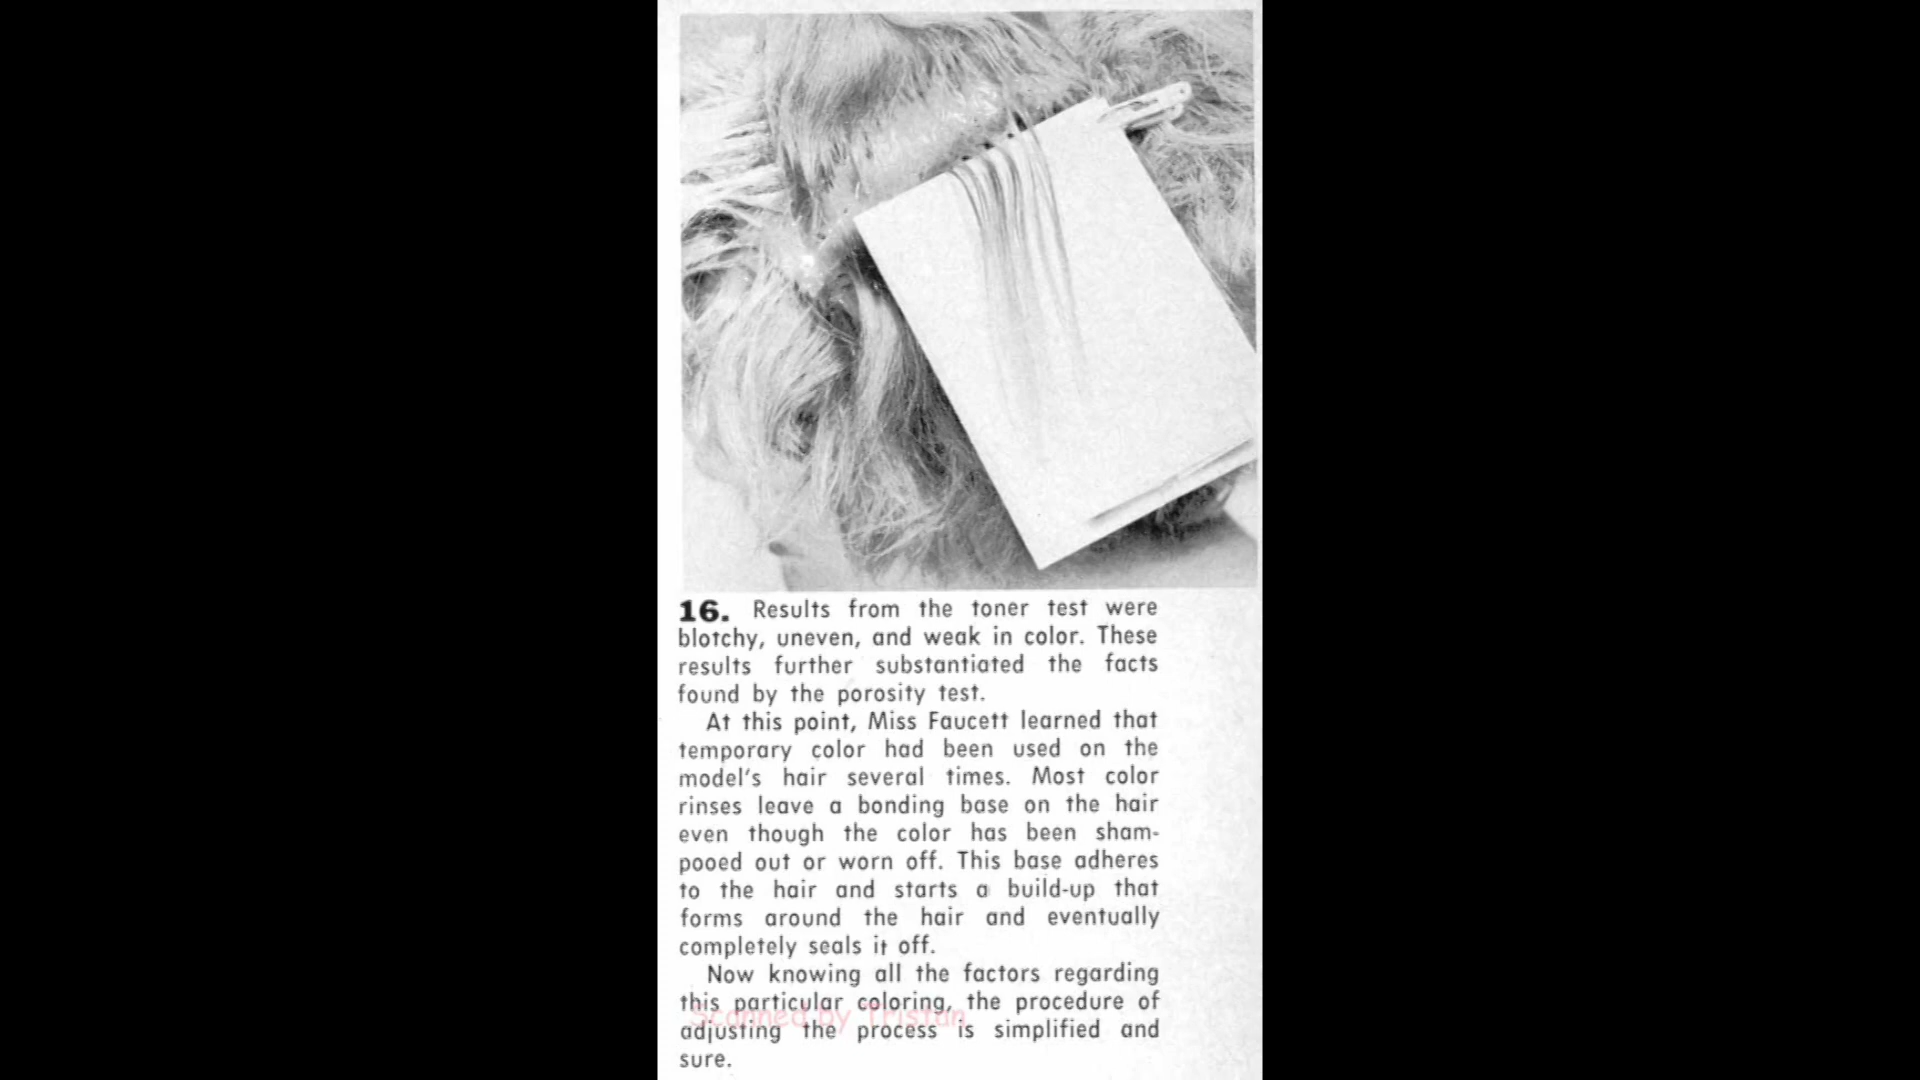 16. Results from the toner test were
blotchy, uneven, and weak in color. These
results further substantiated the facts
found by the porosity test.
At this point, Miss Faucett learned that
temporary color had been used on the
model's hair several times. Most color
rinses leave a bonding base on the hair
even though the color has been sham-
pooed out or worn off. This base adheres
to the hair and starts a build-up that
forms around the hair and eventually
completely seals it off.
Now knowing all the factors regarding
this particular coloring, the procedure of
Scanned by Tristan
adjusting the process is simplified and
sure.